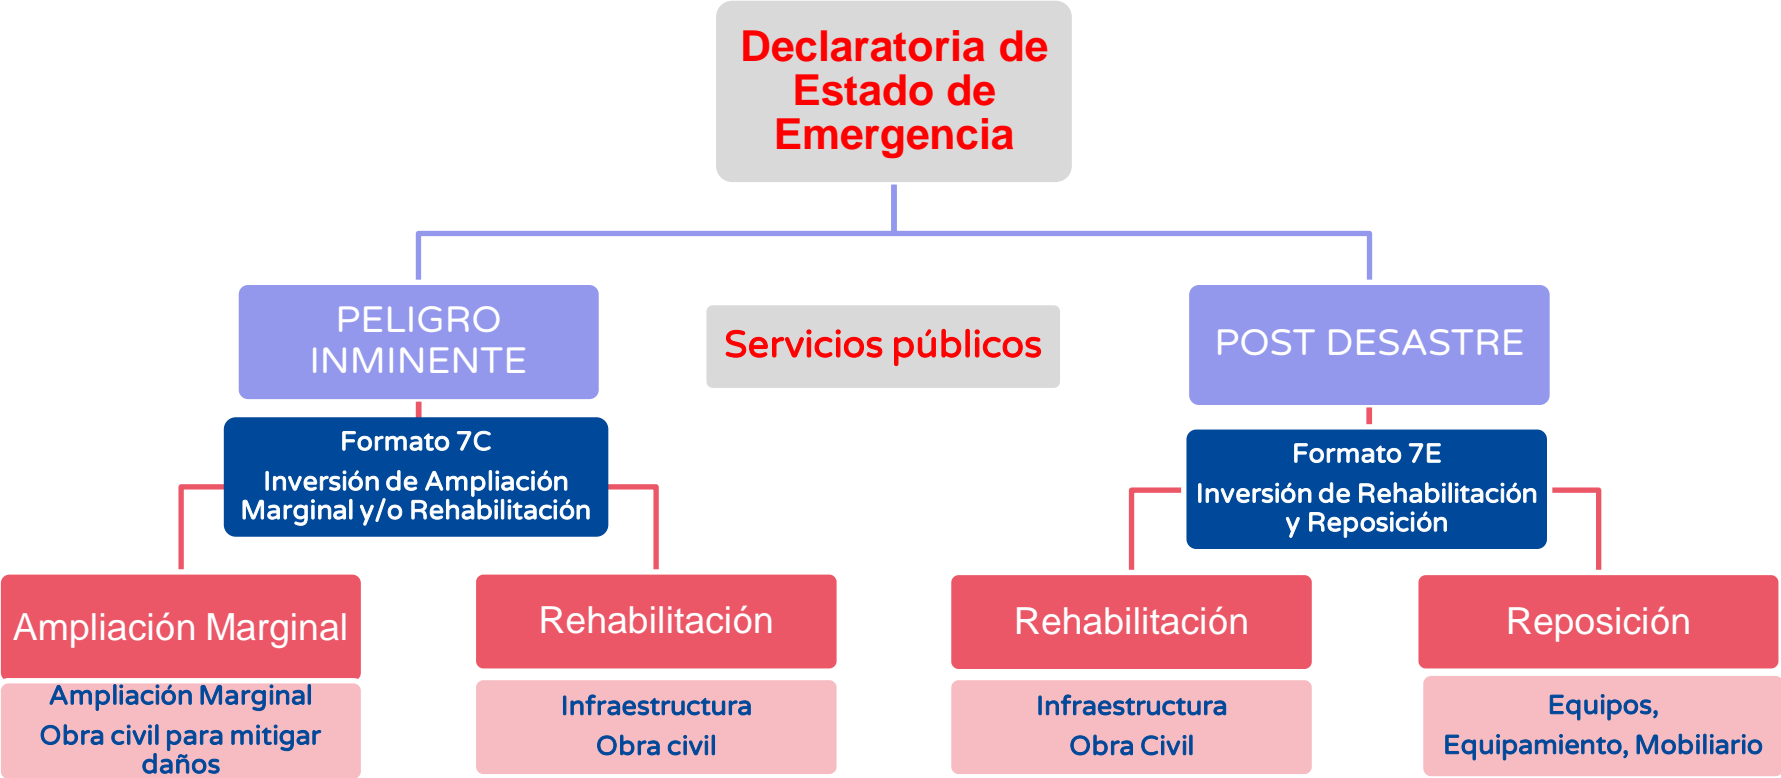 Declaratoria de
Estado de
Emergencia
PELIGRO
INMINENTE
Servicios públicos
POST DESASTRE
Formato 7C
Inversión de Ampliación
Marginal y/o Rehabilitación
Formato 7E
Inversión de Rehabilitación
y Reposición
Ampliación Marginal
Ampliación Marginal
Obra civil para mitigar
daños
Rehabilitación
Infraestructura
Obra civil
Rehabilitación
Infraestructura
Obra Civil
Reposición
Equipos,
Equipamiento, Mobiliario